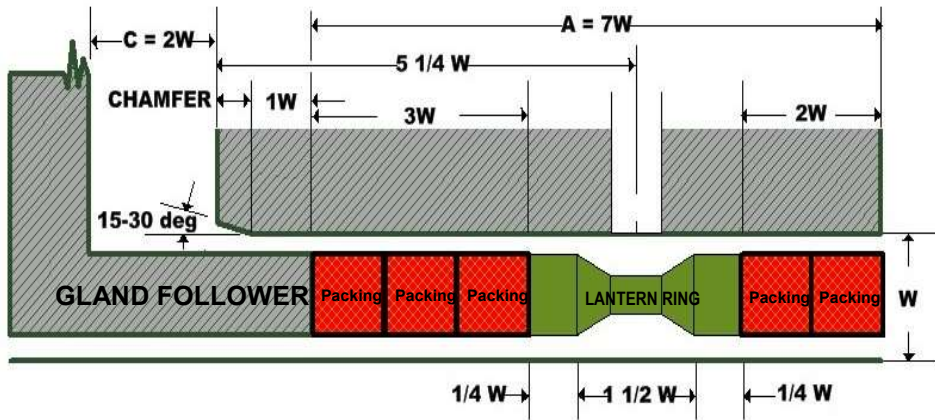 A = 7W
C = 2W
5 1/4 W
CHAMFER
1W
3W
2W
15-30 deg
GLAND FOLLOWER
Packing
Packing
Packing
LANTERN RING
Packing
Packing
W
1/4 W
1 1/2 W
1/4 W